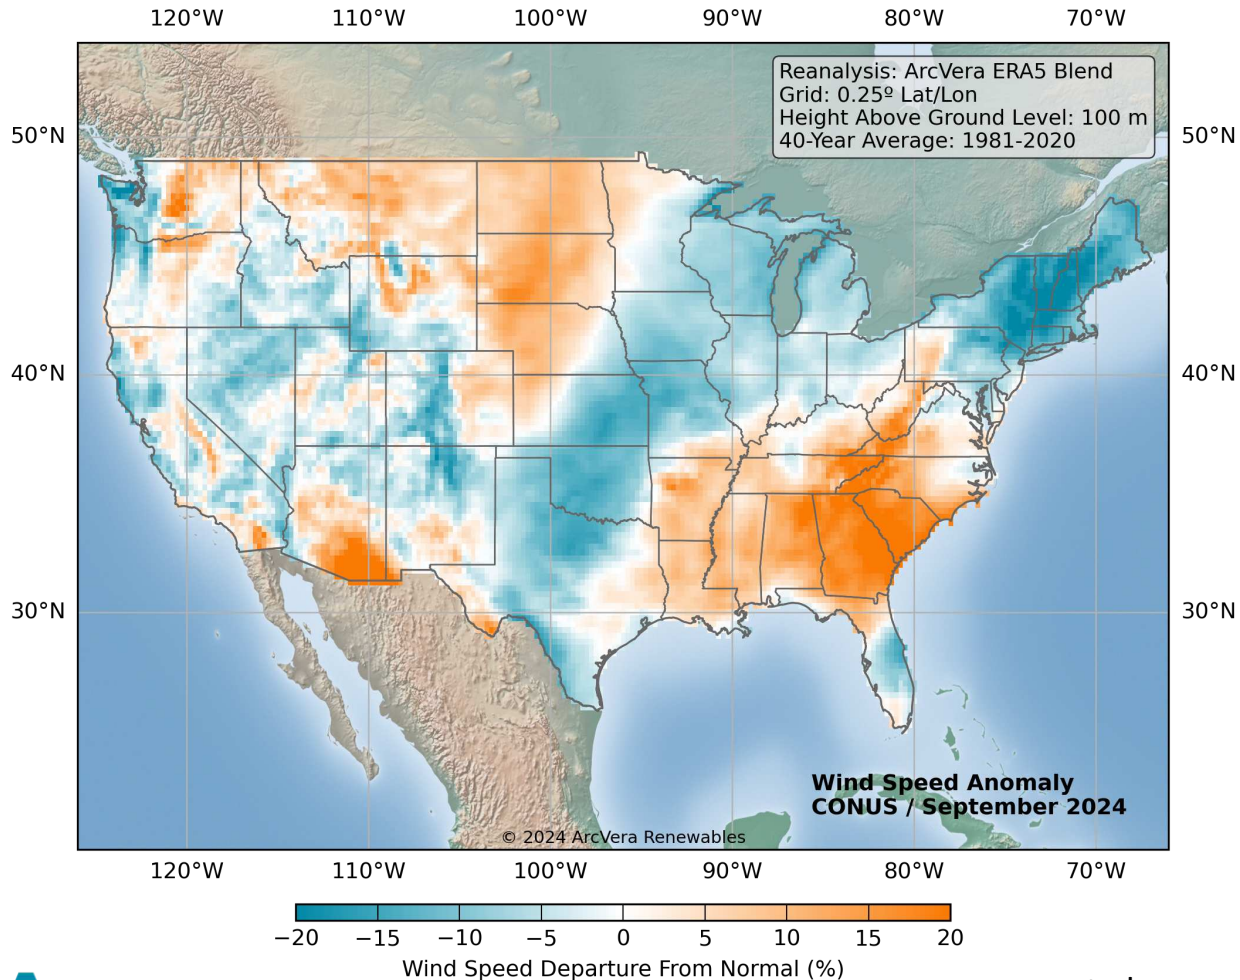 120°W 110°W 100°W 90°W 80°W 70°W
Reanalysis: ArcVera ERA5 Blend
Grid: 0.25º Lat/Lon
Height Above Ground Level: 100 m
40-Year Average: 1981-2020
50°N 50°N
40°N 40°N
30°N 30°N
Wind Speed Anomaly
CONUS / September 2024
© 2024 ArcVera Renewables
120°W 110°W 100°W 90°W 80°W 70°W
−20 −15 −10 −5 0 5 10 15 20
Wind Speed Departure From Normal (%)